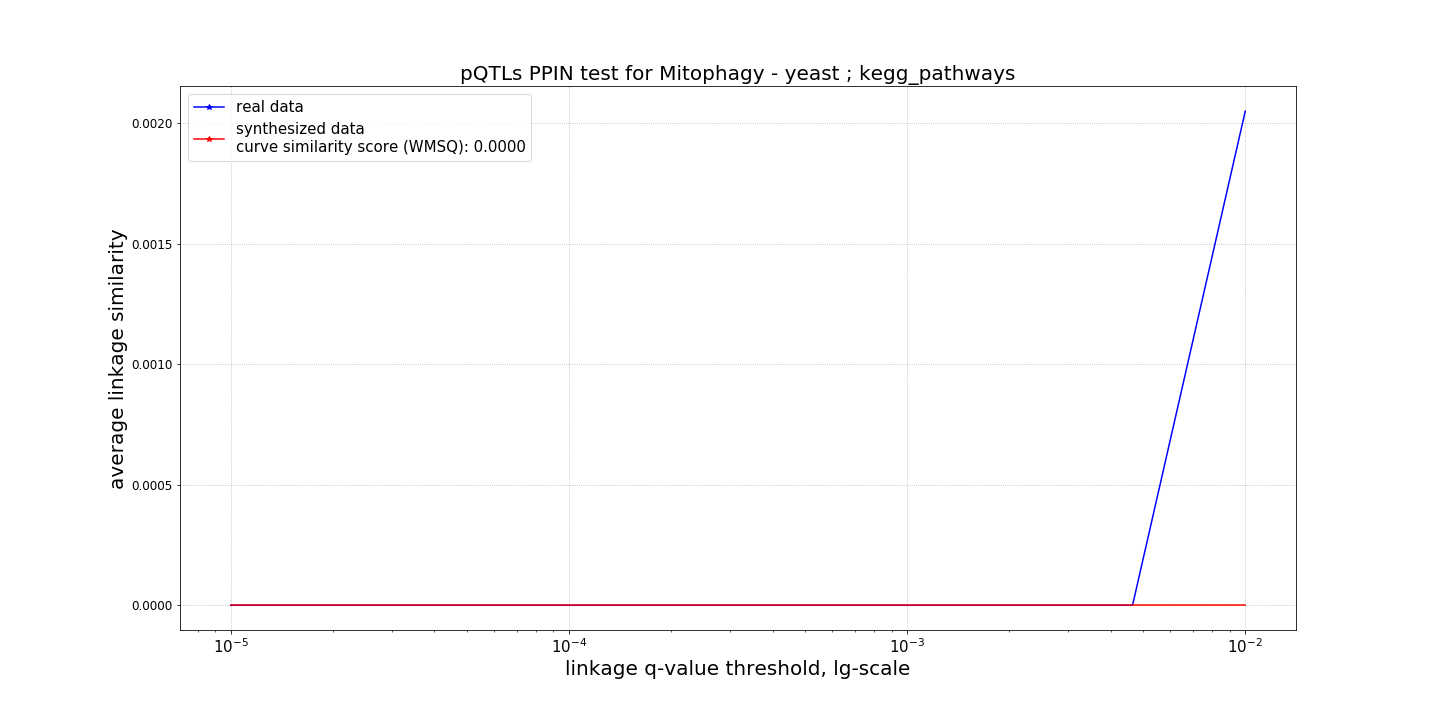 pQTLs PPIN test for Mitophagy - yeast ; kegg_pathways
real data
synthesized data
curve similarity score (WMSQ): 0.0000
average linkage similarity
0.0020
0.0015
0.0010
0.0005
0.0000
10⁻⁵ 10⁻⁴ 10⁻³ 10⁻²
linkage q-value threshold, lg-scale